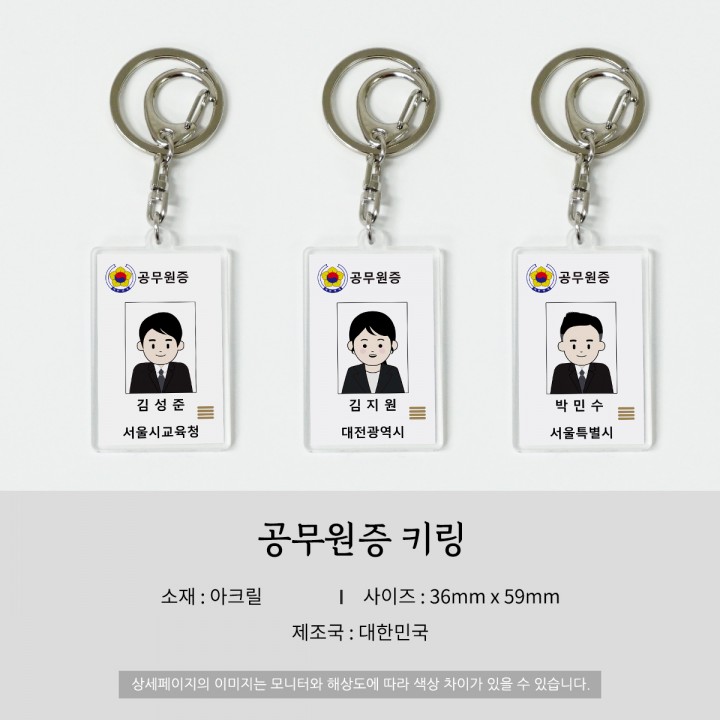 공무원증
김성준
서울시교육청
공무원증
김지원
대전광역시
공무원증
박민수
서울특별시
공무원증 키링
소재 : 아크릴 I 사이즈 : 36mm x 59mm
제조국 : 대한민국
상세페이지의 이미지는 모니터와 해상도에 따라 색상 차이가 있을 수 있습니다.